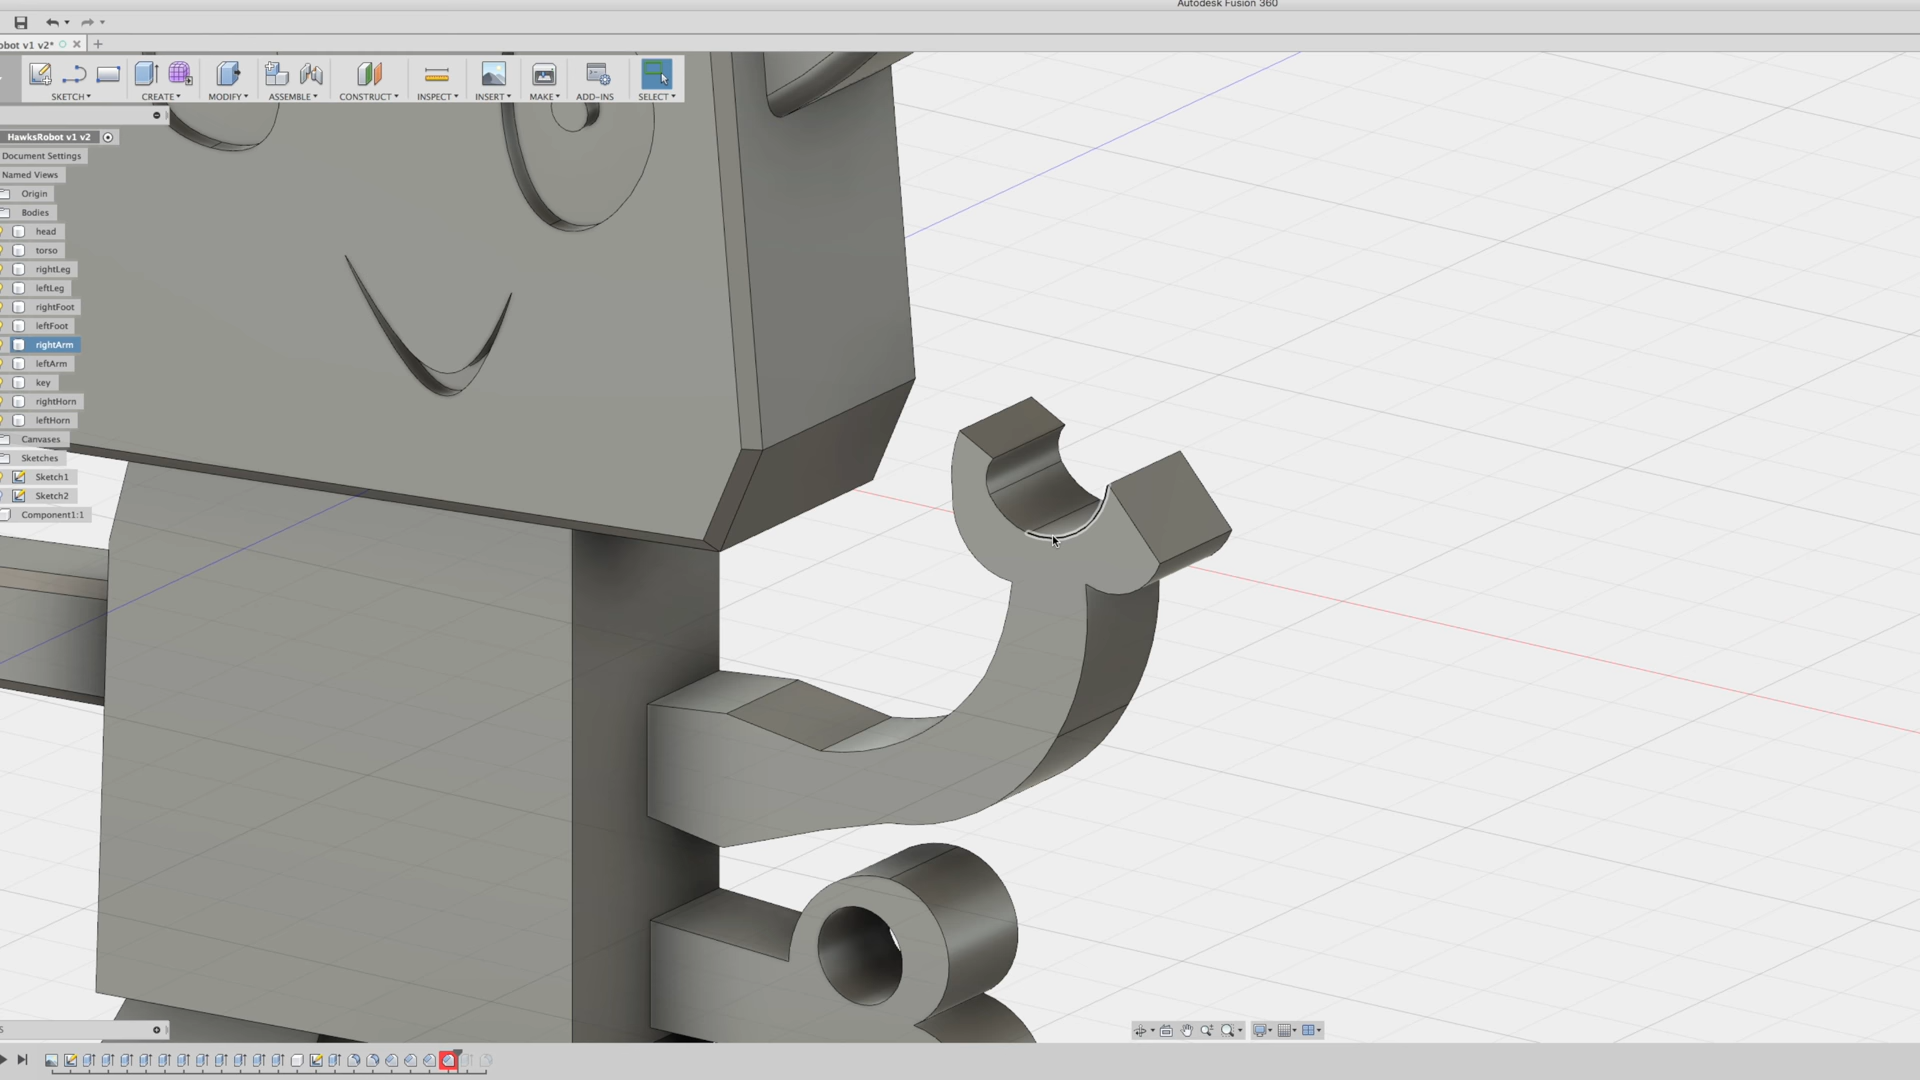 Autodesk Fusion 360
obot v1 v2*
SKETCH
CREATE
MODIFY
ASSEMBLE
CONSTRUCT
INSPECT
INSERT
MAKE
ADD-INS
SELECT
HawksRobot v1 v2
Document Settings
Named Views
Origin
Bodies
head
torso
rightLeg
leftLeg
rightFoot
leftFoot
rightArm
leftArm
key
rightHorn
leftHorn
Canvases
Sketches
Sketch1
Sketch2
Component1:1
S